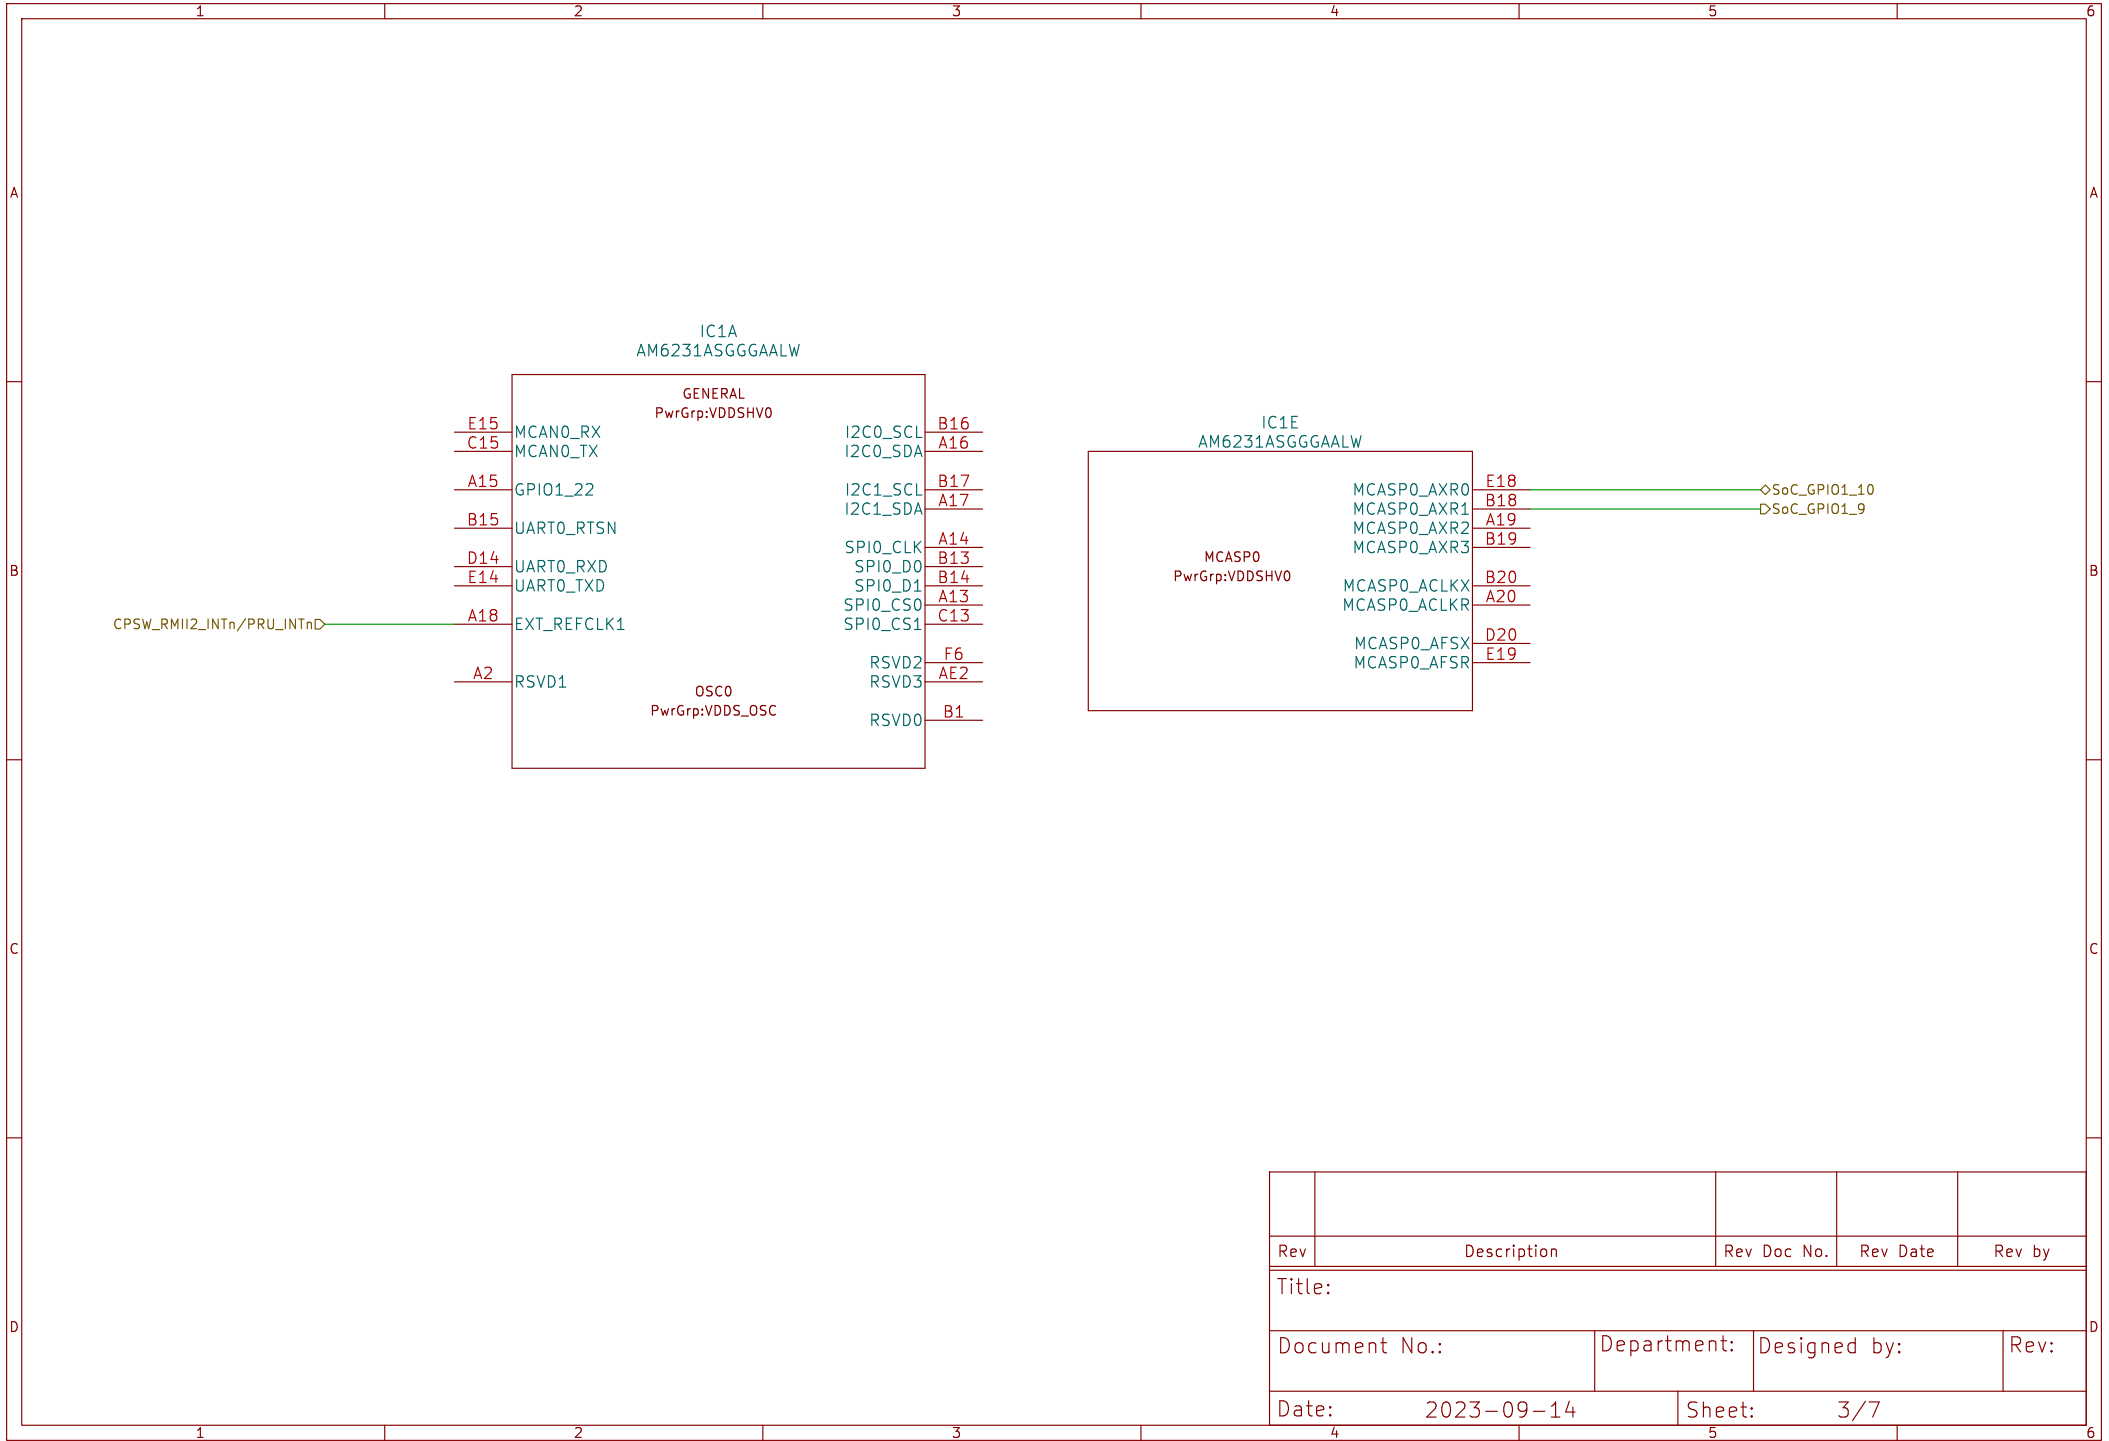 1 2 3 4 5 6
A A
B B
C C
D D
IC1A
AM6231ASGGGAALW
GENERAL
PwrGrp:VDDSHV0
E15 MCAN0_RX
C15 MCAN0_TX
A15 GPIO1_22
B15 UART0_RTSN
D14 UART0_RXD
E14 UART0_TXD
CPSW_RMII2_INTn/PRU_INTn A18 EXT_REFCLK1
A2 RSVD1
I2C0_SCL B16
I2C0_SDA A16
I2C1_SCL B17
I2C1_SDA A17
SPI0_CLK A14
SPI0_D0 B13
SPI0_D1 B14
SPI0_CS0 A13
SPI0_CS1 C13
RSVD2 F6
RSVD3 AE2
RSVD0 B1
OSC0
PwrGrp:VDDS_OSC
IC1E
AM6231ASGGGAALW
MCASP0
PwrGrp:VDDSHV0
MCASP0_AXR0 E18 SoC_GPIO1_10
MCASP0_AXR1 B18 SoC_GPIO1_9
MCASP0_AXR2 A19
MCASP0_AXR3 B19
MCASP0_ACLKX B20
MCASP0_ACLKR A20
MCASP0_AFSX D20
MCASP0_AFSR E19
Rev Description Rev Doc No. Rev Date Rev by
Title:
Document No.: Department: Designed by: Rev:
Date: 2023-09-14 Sheet: 3/7
1 2 3 4 5 6